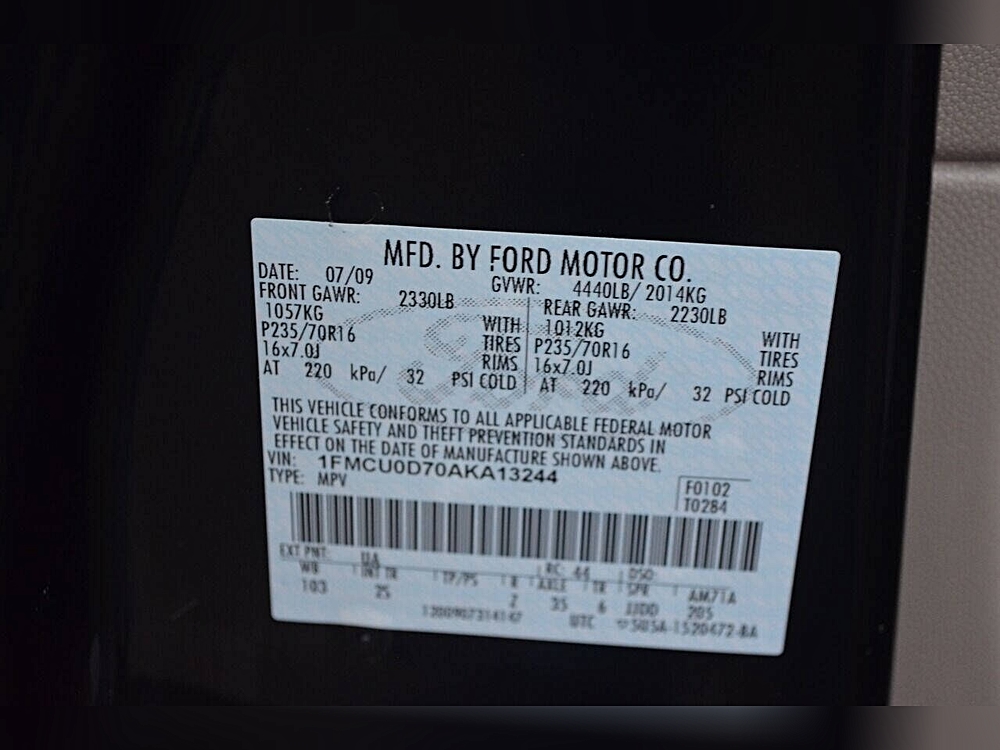 MFD. BY FORD MOTOR CO.
DATE: 07/09 GVWR: 4440LB/ 2014KG
FRONT GAWR: 2330LB REAR GAWR: 2230LB
1057KG WITH 1012KG WITH
P235/70R16 TIRES P235/70R16 TIRES
16x7.0J RIMS 16x7.0J RIMS
AT 220 kPa/ 32 PSI COLD AT 220 kPa/ 32 PSI COLD
Ford
THIS VEHICLE CONFORMS TO ALL APPLICABLE FEDERAL MOTOR
VEHICLE SAFETY AND THEFT PREVENTION STANDARDS IN
EFFECT ON THE DATE OF MANUFACTURE SHOWN ABOVE.
VIN: 1FMCU0D70AKA13244
TYPE: MPV
F0102
T0284
EXT PNT: UA RC: 44 DSO:
WB INT TR TP/PS R AXLE TR SPR AM71A
103 25 2 35 6 JJDD 205
UTC